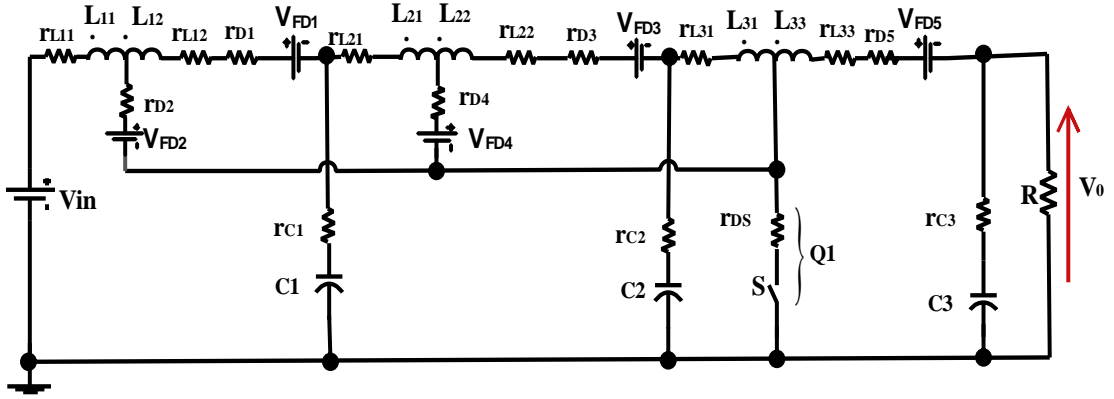 L11 L12 VFD1 L21 L22 VFD3 L31 L33 VFD5
rL11 rL12 rD1 rL21 rL22 rD3 rL31 rL33 rD5
rD2 rD4
VFD2 VFD4
Vin R V0
rC1 rC2 rDS Q1 rC3
C1 C2 S C3